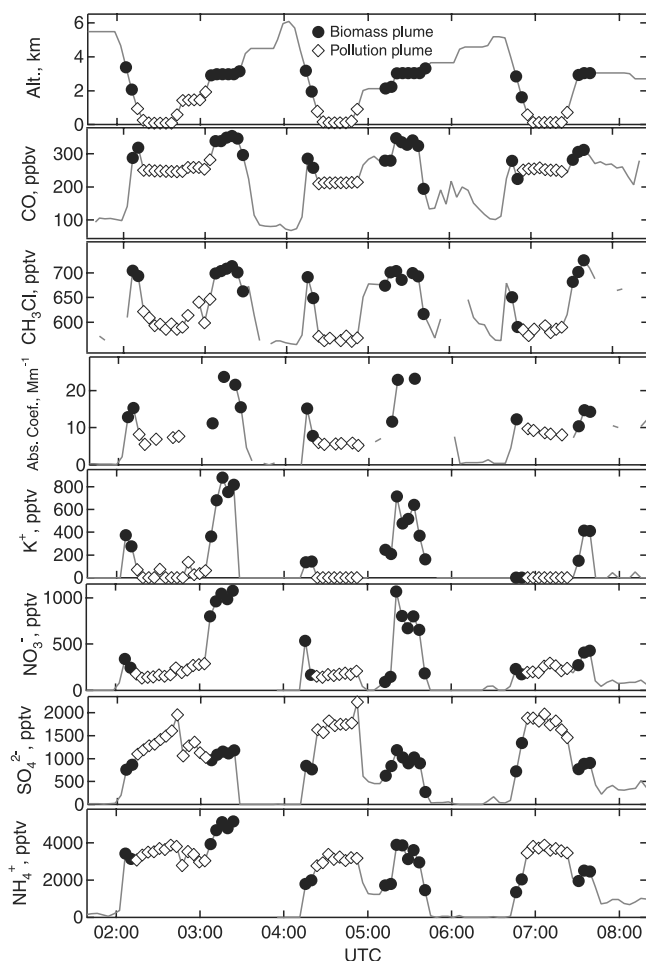 Biomass plume
Pollution plume
Alt., km
6
4
2
0
CO, ppbv
300
200
100
CH₃Cl, pptv
700
650
600
Abs. Coef., Mm⁻¹
20
10
0
K⁺, pptv
800
600
400
200
0
NO₃⁻, pptv
1000
500
0
SO₄²⁻, pptv
2000
1500
1000
500
0
NH₄⁺, pptv
4000
2000
0
02:00 03:00 04:00 05:00 06:00 07:00 08:00
UTC